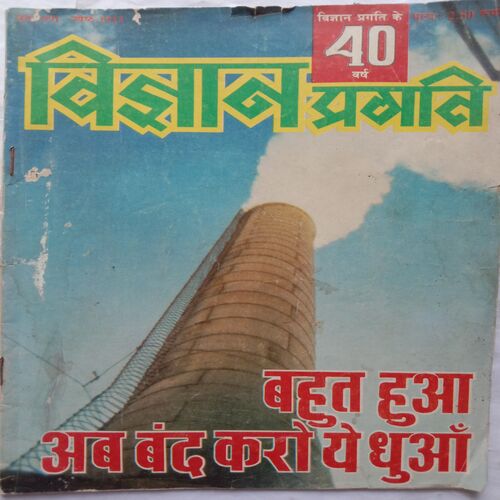 विज्ञान प्रगति के
40
वर्ष
विज्ञान प्रगति
बहुत हुआ
अब बंद करो ये धुआँ